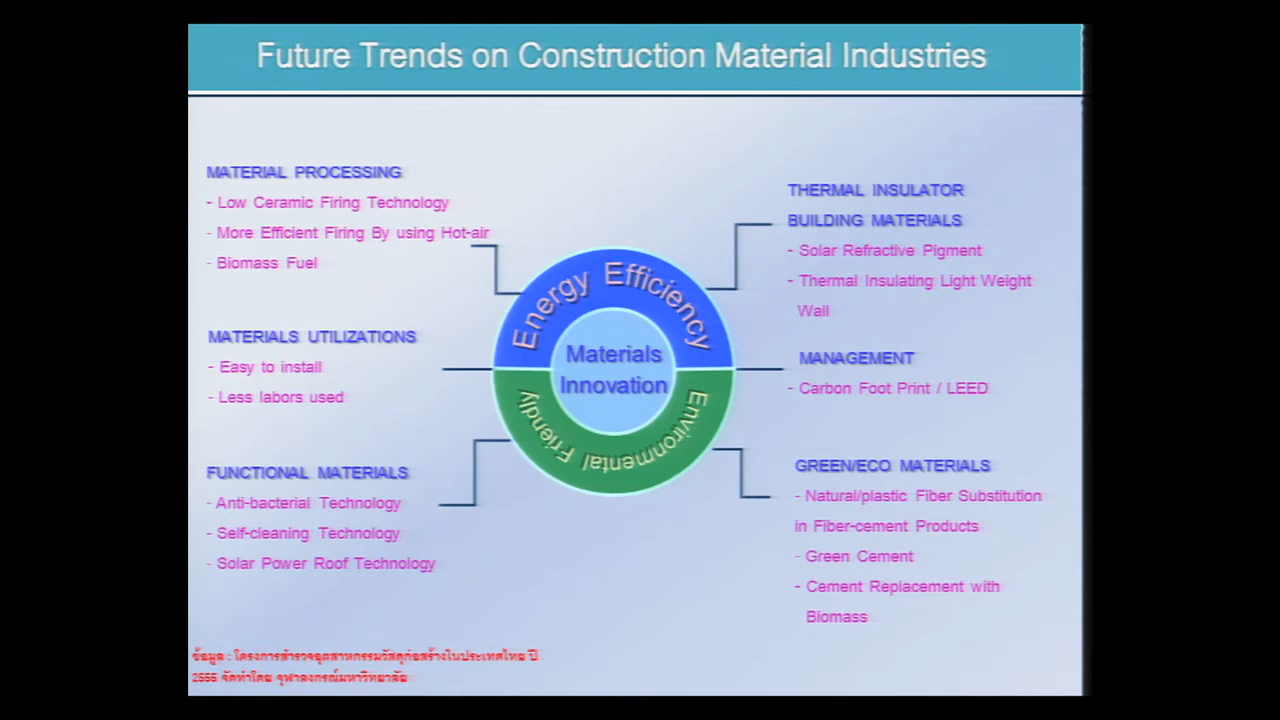 Future Trends on Construction Material Industries
MATERIAL PROCESSING
- Low Ceramic Firing Technology
- More Efficient Firing By using Hot-air
- Biomass Fuel
MATERIALS UTILIZATIONS
- Easy to install
- Less labors used
FUNCTIONAL MATERIALS
- Anti-bacterial Technology
- Self-cleaning Technology
- Solar Power Roof Technology
Energy Efficiency
Materials
Innovation
Environmental Friendly
THERMAL INSULATOR
BUILDING MATERIALS
- Solar Refractive Pigment
- Thermal Insulating Light Weight
Wall
MANAGEMENT
- Carbon Foot Print / LEED
GREEN/ECO MATERIALS
- Natural/plastic Fiber Substitution
in Fiber-cement Products
- Green Cement
- Cement Replacement with
Biomass
ข้อมูล : โครงการสำรวจอุตสาหกรรมวัสดุก่อสร้างในประเทศไทย ปี
2555 จัดทำโดย จุฬาลงกรณ์มหาวิทยาลัย